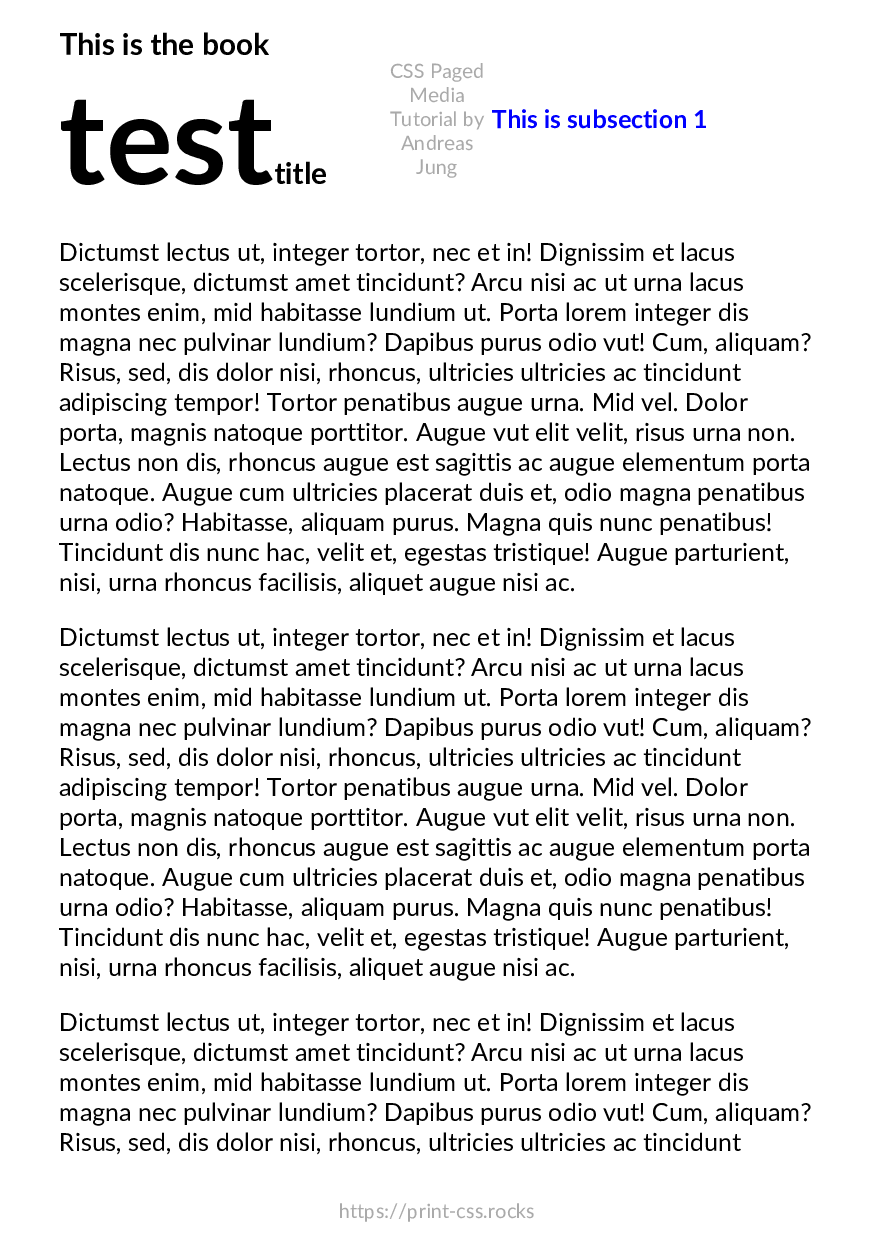 This is the book
testtitle
CSS Paged
Media
Tutorial by
Andreas
Jung
This is subsection 1
Dictumst lectus ut, integer tortor, nec et in! Dignissim et lacus
scelerisque, dictumst amet tincidunt? Arcu nisi ac ut urna lacus
montes enim, mid habitasse lundium ut. Porta lorem integer dis
magna nec pulvinar lundium? Dapibus purus odio vut! Cum, aliquam?
Risus, sed, dis dolor nisi, rhoncus, ultricies ultricies ac tincidunt
adipiscing tempor! Tortor penatibus augue urna. Mid vel. Dolor
porta, magnis natoque porttitor. Augue vut elit velit, risus urna non.
Lectus non dis, rhoncus augue est sagittis ac augue elementum porta
natoque. Augue cum ultricies placerat duis et, odio magna penatibus
urna odio? Habitasse, aliquam purus. Magna quis nunc penatibus!
Tincidunt dis nunc hac, velit et, egestas tristique! Augue parturient,
nisi, urna rhoncus facilisis, aliquet augue nisi ac.
Dictumst lectus ut, integer tortor, nec et in! Dignissim et lacus
scelerisque, dictumst amet tincidunt? Arcu nisi ac ut urna lacus
montes enim, mid habitasse lundium ut. Porta lorem integer dis
magna nec pulvinar lundium? Dapibus purus odio vut! Cum, aliquam?
Risus, sed, dis dolor nisi, rhoncus, ultricies ultricies ac tincidunt
adipiscing tempor! Tortor penatibus augue urna. Mid vel. Dolor
porta, magnis natoque porttitor. Augue vut elit velit, risus urna non.
Lectus non dis, rhoncus augue est sagittis ac augue elementum porta
natoque. Augue cum ultricies placerat duis et, odio magna penatibus
urna odio? Habitasse, aliquam purus. Magna quis nunc penatibus!
Tincidunt dis nunc hac, velit et, egestas tristique! Augue parturient,
nisi, urna rhoncus facilisis, aliquet augue nisi ac.
Dictumst lectus ut, integer tortor, nec et in! Dignissim et lacus
scelerisque, dictumst amet tincidunt? Arcu nisi ac ut urna lacus
montes enim, mid habitasse lundium ut. Porta lorem integer dis
magna nec pulvinar lundium? Dapibus purus odio vut! Cum, aliquam?
Risus, sed, dis dolor nisi, rhoncus, ultricies ultricies ac tincidunt
https://print-css.rocks